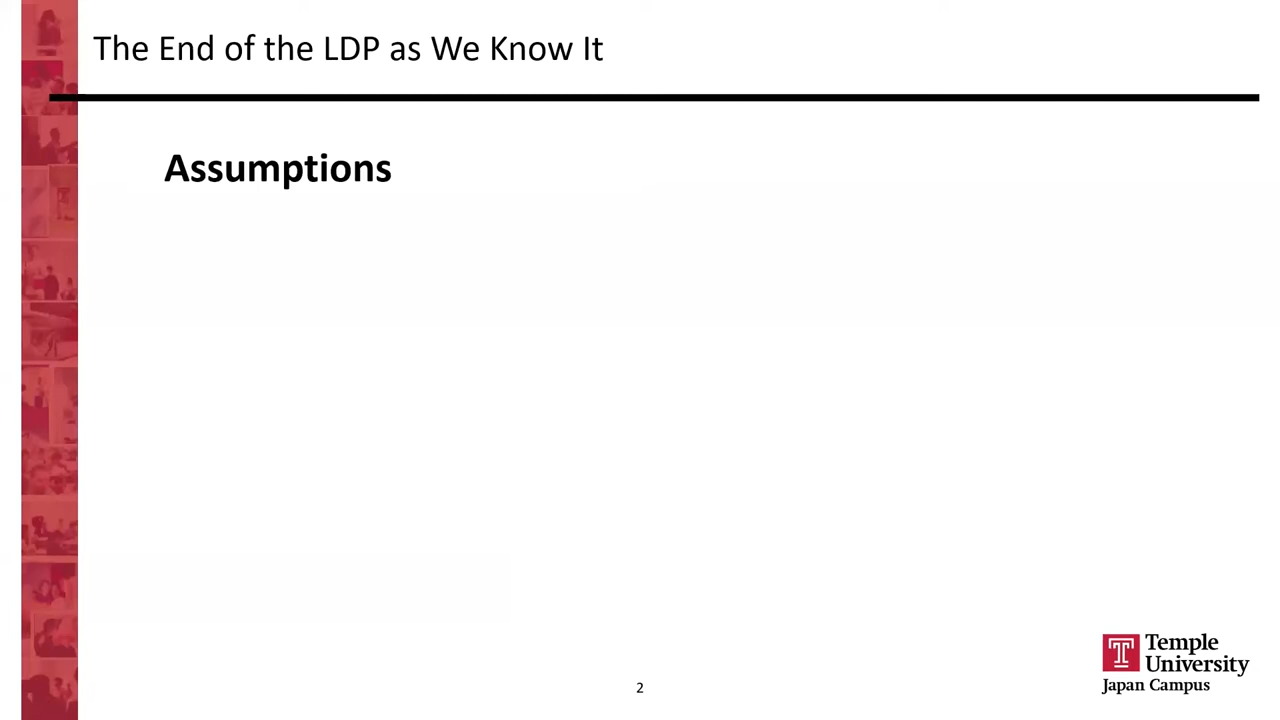 The End of the LDP as We Know It
Assumptions
Temple
University
Japan Campus
2